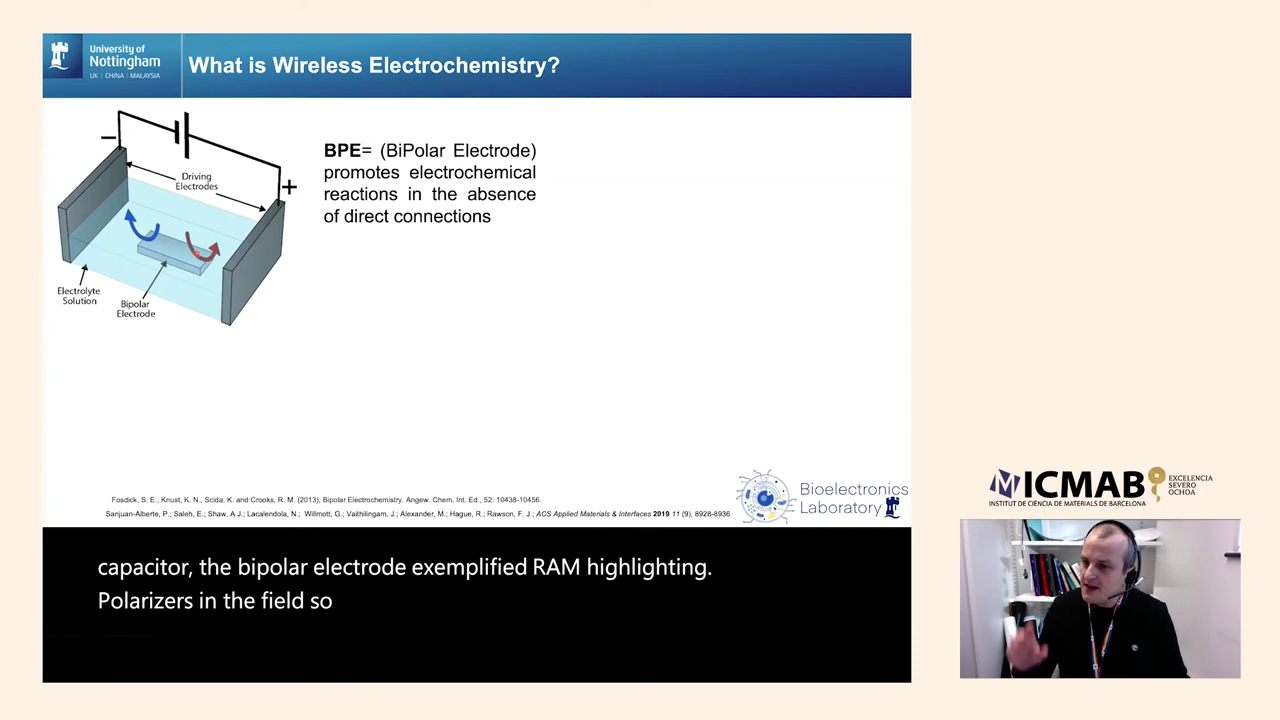 University of
Nottingham
UK | CHINA | MALAYSIA
What is Wireless Electrochemistry?
Driving
Electrodes
Electrolyte
Solution
Bipolar
Electrode
BPE= (BiPolar Electrode)
promotes electrochemical
reactions in the absence
of direct connections
Fosdick, S. E., Knust, K. N., Scida, K. and Crooks, R. M. (2013), Bipolar Electrochemistry. Angew. Chem. Int. Ed., 52: 10438-10456.
Sanjuan-Alberte, P.; Saleh, E.; Shaw, A.J.; Lacalendola, N.; Willmott, G.; Vaithilingam, J.; Alexander, M.; Hague, R.; Rawson, F. J.; ACS Applied Materials & Interfaces 2019 11 (9), 8928-8936
Bioelectronics
Laboratory
capacitor, the bipolar electrode exemplified RAM highlighting.
Polarizers in the field so
ICMAB
EXCELENCIA
SEVERO
OCHOA
INSTITUT DE CIÈNCIA DE MATERIALS DE BARCELONA